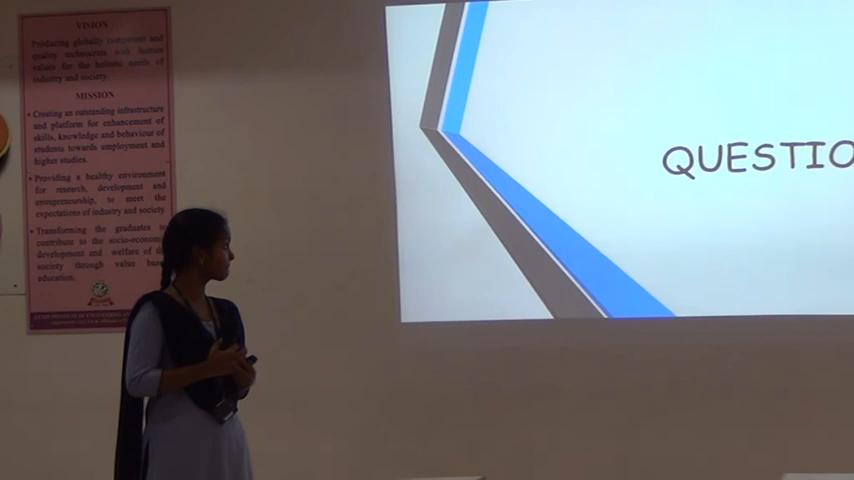 VISION
Producing globally competent and
quality technocrats with human
values for the holistic needs of
industry and society.
MISSION
• Creating an outstanding infrastructure
and platform for enhancement of
skills, knowledge and behaviour of
students towards employment and
higher studies.
• Providing a healthy environment
for research, development and
entrepreneurship, to meet the
expectations of industry and society.
• Transforming the graduates to
contribute to the socio-economic
development and welfare of the
society through value based
education.
QUESTIO